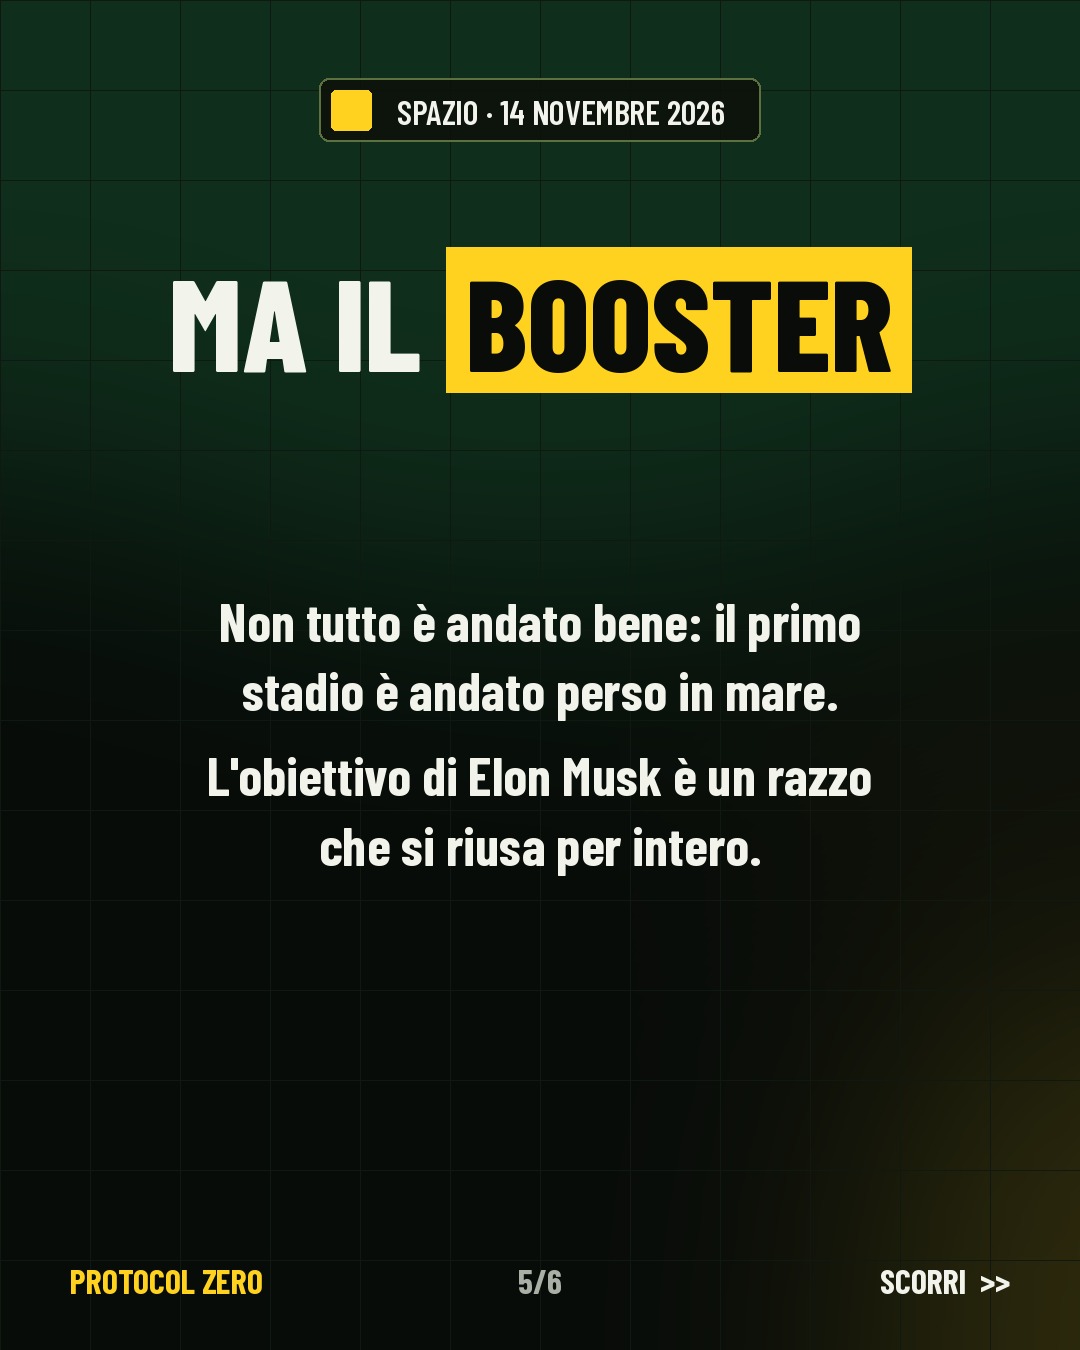 SPAZIO · 14 NOVEMBRE 2026
MA IL BOOSTER
Non tutto è andato bene: il primo
stadio è andato perso in mare.
L'obiettivo di Elon Musk è un razzo
che si riusa per intero.
PROTOCOL ZERO
5/6
SCORRI >>